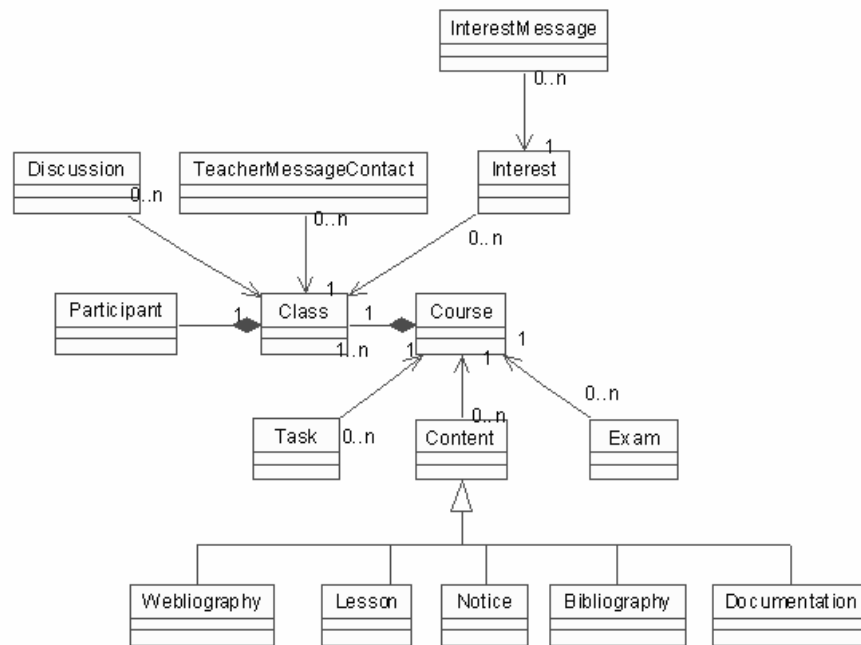 InterestMessage
0..n
1
Discussion
TeacherMessageContact
Interest
0..n
0..n
0..n
1
Participant
1
Class
1
Course
1..n
1
1
1
Task
0..n
0..n
Content
0..n
Exam
Webliography
Lesson
Notice
Bibliography
Documentation